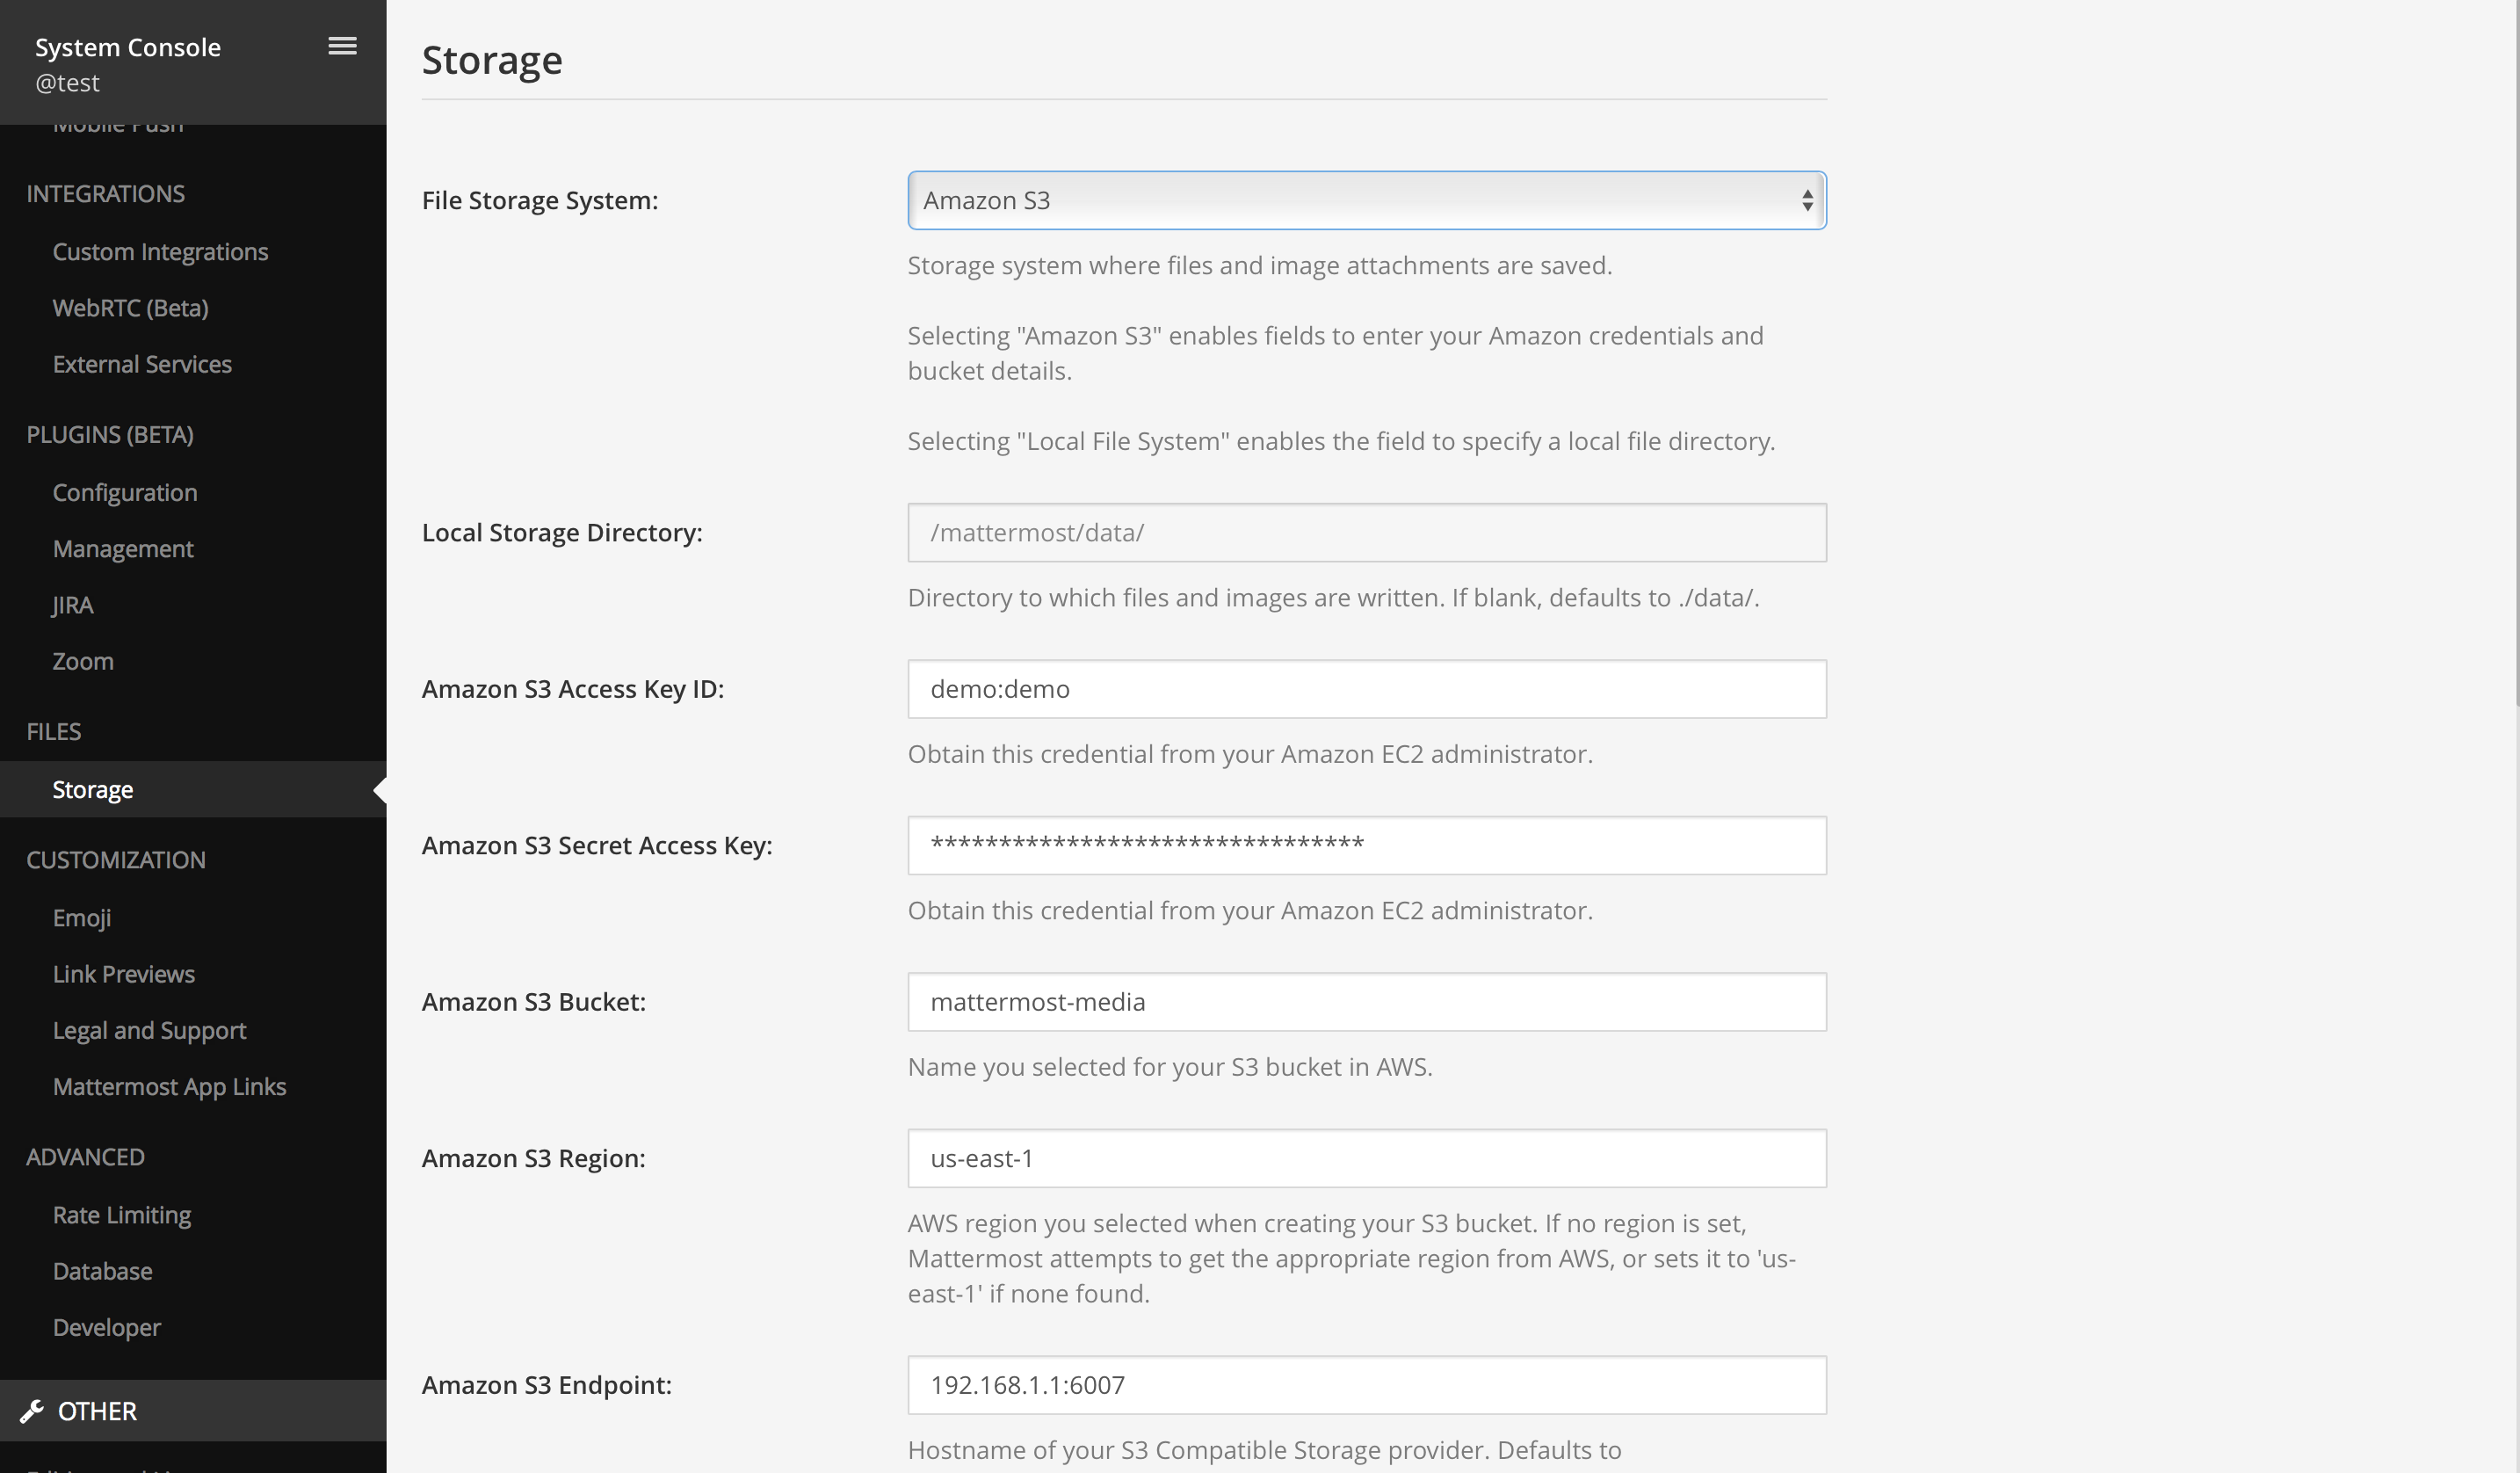 System Console
@test
Mobile Push
INTEGRATIONS
Custom Integrations
WebRTC (Beta)
External Services
PLUGINS (BETA)
Configuration
Management
JIRA
Zoom
FILES
Storage
CUSTOMIZATION
Emoji
Link Previews
Legal and Support
Mattermost App Links
ADVANCED
Rate Limiting
Database
Developer
OTHER
Storage
File Storage System:
Amazon S3
Storage system where files and image attachments are saved.
Selecting "Amazon S3" enables fields to enter your Amazon credentials and
bucket details.
Selecting "Local File System" enables the field to specify a local file directory.
Local Storage Directory:
/mattermost/data/
Directory to which files and images are written. If blank, defaults to ./data/.
Amazon S3 Access Key ID:
demo:demo
Obtain this credential from your Amazon EC2 administrator.
Amazon S3 Secret Access Key:
********************************
Obtain this credential from your Amazon EC2 administrator.
Amazon S3 Bucket:
mattermost-media
Name you selected for your S3 bucket in AWS.
Amazon S3 Region:
us-east-1
AWS region you selected when creating your S3 bucket. If no region is set,
Mattermost attempts to get the appropriate region from AWS, or sets it to 'us-
east-1' if none found.
Amazon S3 Endpoint:
192.168.1.1:6007
Hostname of your S3 Compatible Storage provider. Defaults to